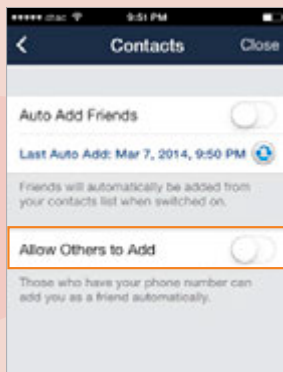 9:51 PM
Contacts
Close
Auto Add Friends
Last Auto Add: Mar 7, 2014, 9:50 PM
Friends will automatically be added from
your contacts list when switched on.
Allow Others to Add
Those who have your phone number can
add you as a friend automatically.